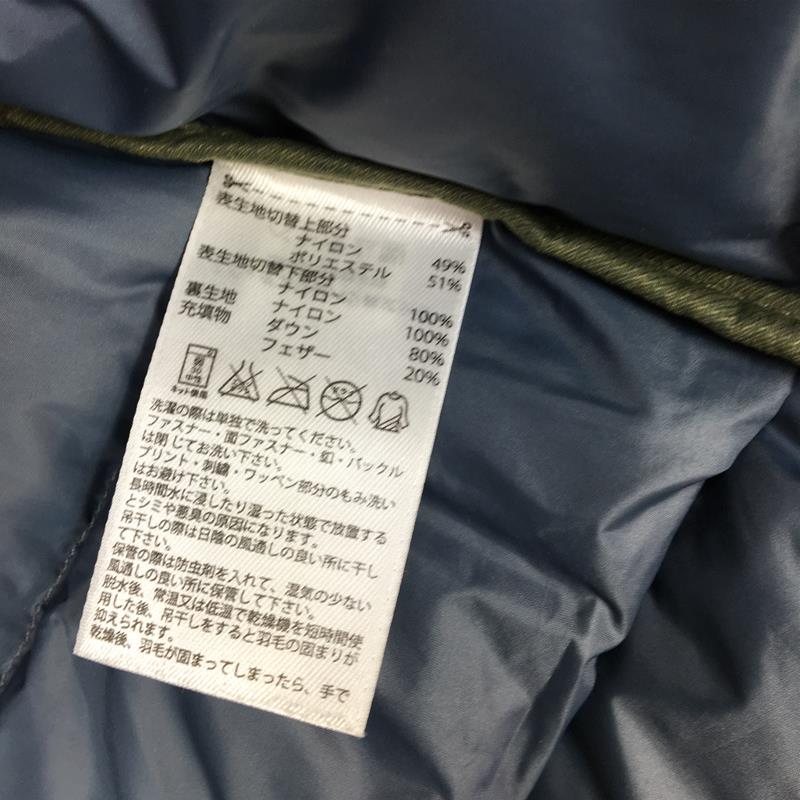 表生地切替上部分
ナイロン 49%
ポリエステル 51%
表生地切替下部分
ナイロン 100%
裏生地 ナイロン 100%
充填物 ダウン 80%
フェザー 20%
弱 30 中性
ネット使用
エンソ サラシ
ドライ
洗濯の際は単独で洗ってください。
ファスナー・面ファスナー・釦・バックル
は閉じてお洗い下さい。
プリント・刺繍・ワッペン部分のもみ洗い
はお避け下さい。
長時間水に浸したり湿った状態で放置する
とシミや悪臭の原因になります。
吊干しの際は日陰の風通しの良い所に干し
て下さい。
保管の際は防虫剤を入れて、湿気の少ない
風通しの良い所に保管して下さい。
脱水後、常温又は低温で乾燥機を短時間使
用した後、吊干しをすると羽毛の固まりが
抑えられます。
乾燥後、羽毛が固まってしまったら、手で